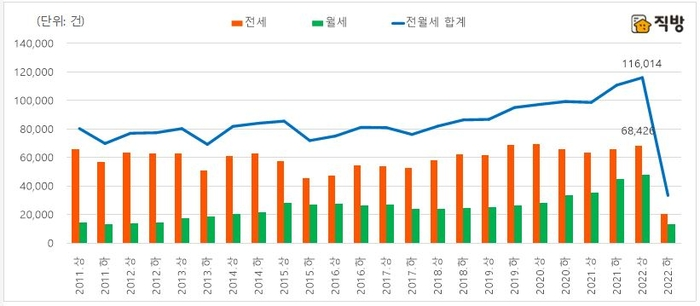 (단위: 건)
전세
월세
전월세 합계
직방
140,000
120,000
100,000
80,000
60,000
40,000
20,000
0
116,014
68,426
2011.상
2011.하
2012.상
2012.하
2013.상
2013.하
2014.상
2014.하
2015.상
2015.하
2016.상
2016.하
2017.상
2017.하
2018.상
2018.하
2019.상
2019.하
2020.상
2020.하
2021.상
2021.하
2022.상
2022.하